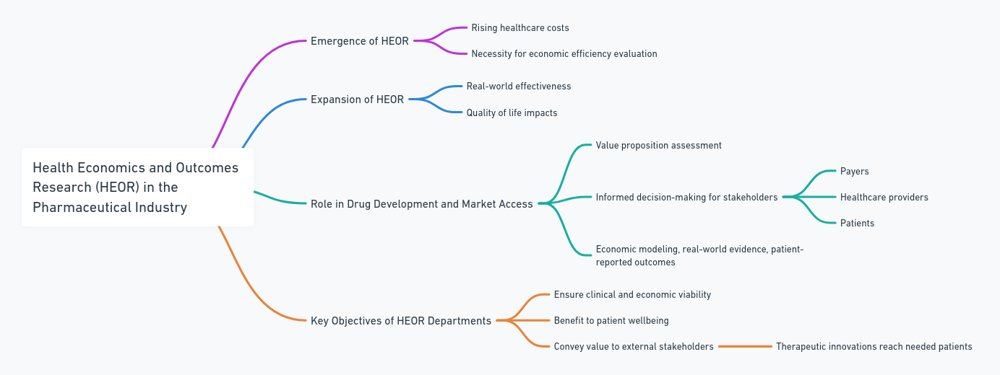 Health Economics and Outcomes
Research (HEOR) in the
Pharmaceutical Industry
Emergence of HEOR
Rising healthcare costs
Necessity for economic efficiency evaluation
Expansion of HEOR
Real-world effectiveness
Quality of life impacts
Role in Drug Development and Market Access
Value proposition assessment
Informed decision-making for stakeholders
Payers
Healthcare providers
Patients
Economic modeling, real-world evidence, patient-
reported outcomes
Key Objectives of HEOR Departments
Ensure clinical and economic viability
Benefit to patient wellbeing
Convey value to external stakeholders
Therapeutic innovations reach needed patients